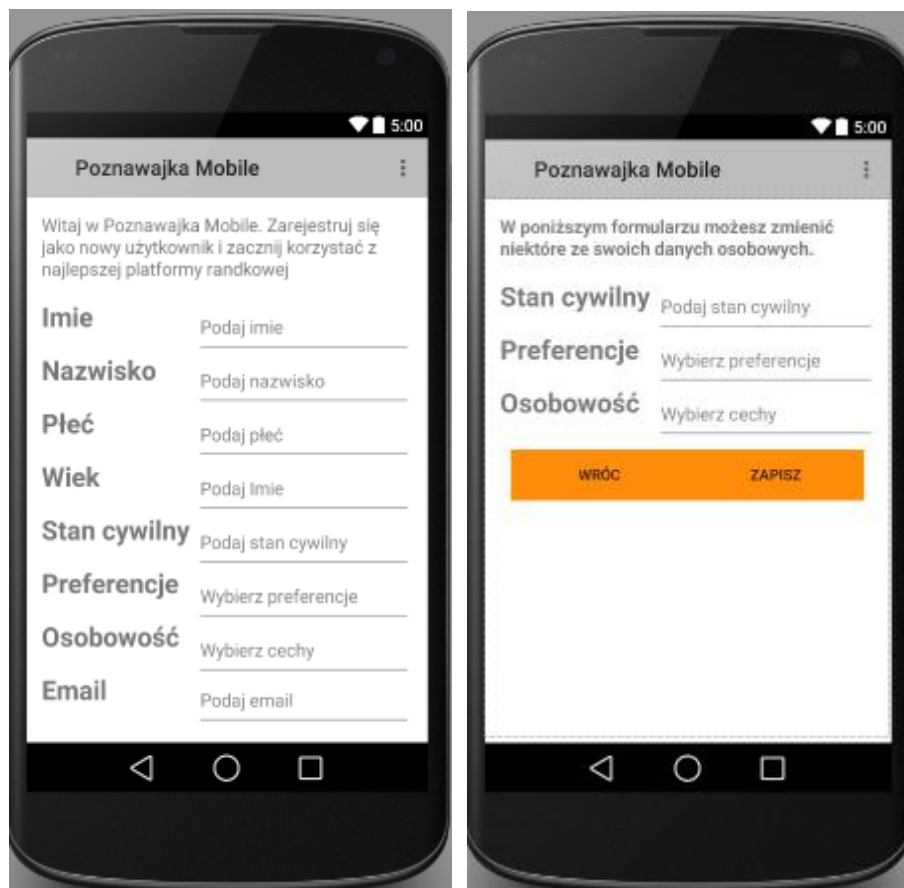 5:00
Poznawajka Mobile
Witaj w Poznawajka Mobile. Zarejestruj się
jako nowy użytkownik i zacznij korzystać z
najlepszej platformy randkowej
Imie
Podaj imie
Nazwisko
Podaj nazwisko
Płeć
Podaj płeć
Wiek
Podaj Imie
Stan cywilny
Podaj stan cywilny
Preferencje
Wybierz preferencje
Osobowość
Wybierz cechy
Email
Podaj email
5:00
Poznawajka Mobile
W poniższym formularzu możesz zmienić
niektóre ze swoich danych osobowych.
Stan cywilny
Podaj stan cywilny
Preferencje
Wybierz preferencje
Osobowość
Wybierz cechy
WRÓC
ZAPISZ